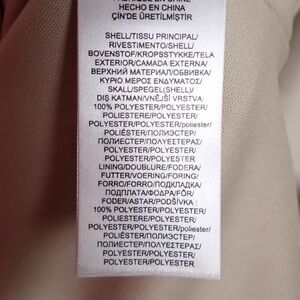 HECHO EN CHINA
ÇİN'DE ÜRETİLMİŞTİR
SHELL/TISSU PRINCIPAL/
RIVESTIMENTO/SHELL/
BOVENSTOF/KROPSSTYKKE/TELA
EXTERIOR/CAMADA EXTERNA/
ВЕРХНИЙ МАТЕРИАЛ/ОБВИВКА/
ΚΥΡΙΟ ΜΕΡΟΣ ΕΝΔΥΜΑΤΟΣ/
SKALL/SPEGEL(SHELL)/
DIŞ KATMAN/VNĚJŠÍ VRSTVA:
100% POLYESTER/POLYESTER/
POLIESTERE/POLYESTER/
POLYESTER/POLYESTER/poliester/
POLIÉSTER/ПОЛИЭСТЕР/
ПОЛИЕСТЕР/ΠΟΛΥΕΣΤΕΡΑΣ/
POLYESTER/POLYESTER/
POLYESTER/POLYESTER
LINING/DOUBLURE/FODERA/
FUTTER/VOERING/FORING/
FORRO/FORRO/ПОДКЛАДКА/
ПОДПЛАТА/ΦΟΔΡΑ/FÔR/
FODER/ASTAR/PODŠÍVKA
100% POLYESTER/POLYESTER/
POLIESTERE/POLYESTER/
POLYESTER/POLYESTER/poliester/
POLIÉSTER/ПОЛИЭСТЕР/
ПОЛИЕСТЕР/ΠΟΛΥΕΣΤΕΡΑΣ/
POLYESTER/POLYESTER/
POLYESTER/POLYESTER